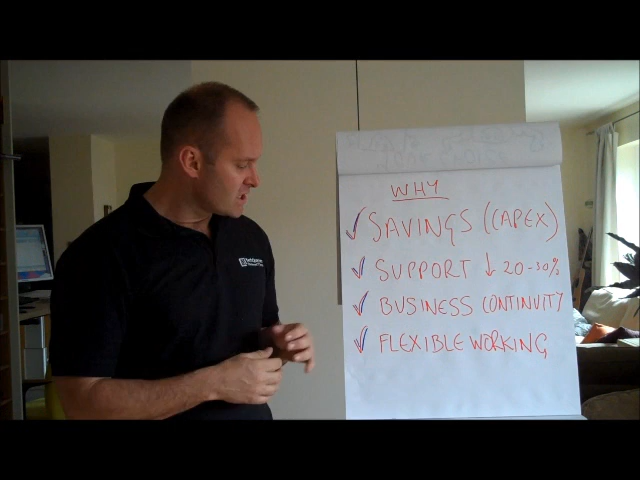 WHY
✓ SAVINGS (CAPEX)
✓ SUPPORT ↓ 20-30%
✓ BUSINESS CONTINUITY
✓ FLEXIBLE WORKING